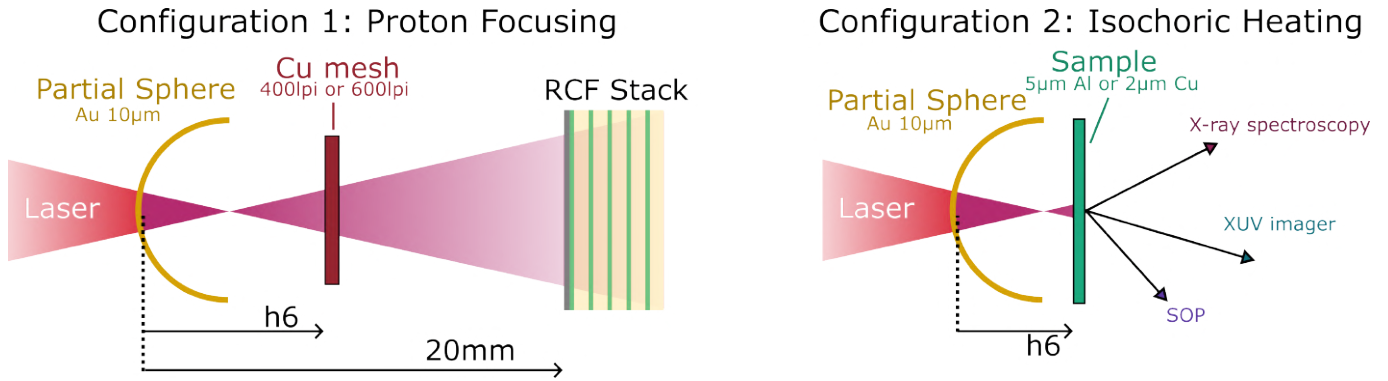 Configuration 1: Proton Focusing
Partial Sphere
Au 10µm
Cu mesh
400lpi or 600lpi
RCF Stack
Laser
h6
20mm
Configuration 2: Isochoric Heating
Partial Sphere
Au 10µm
Sample
5µm Al or 2µm Cu
X-ray spectroscopy
Laser
XUV imager
SOP
h6